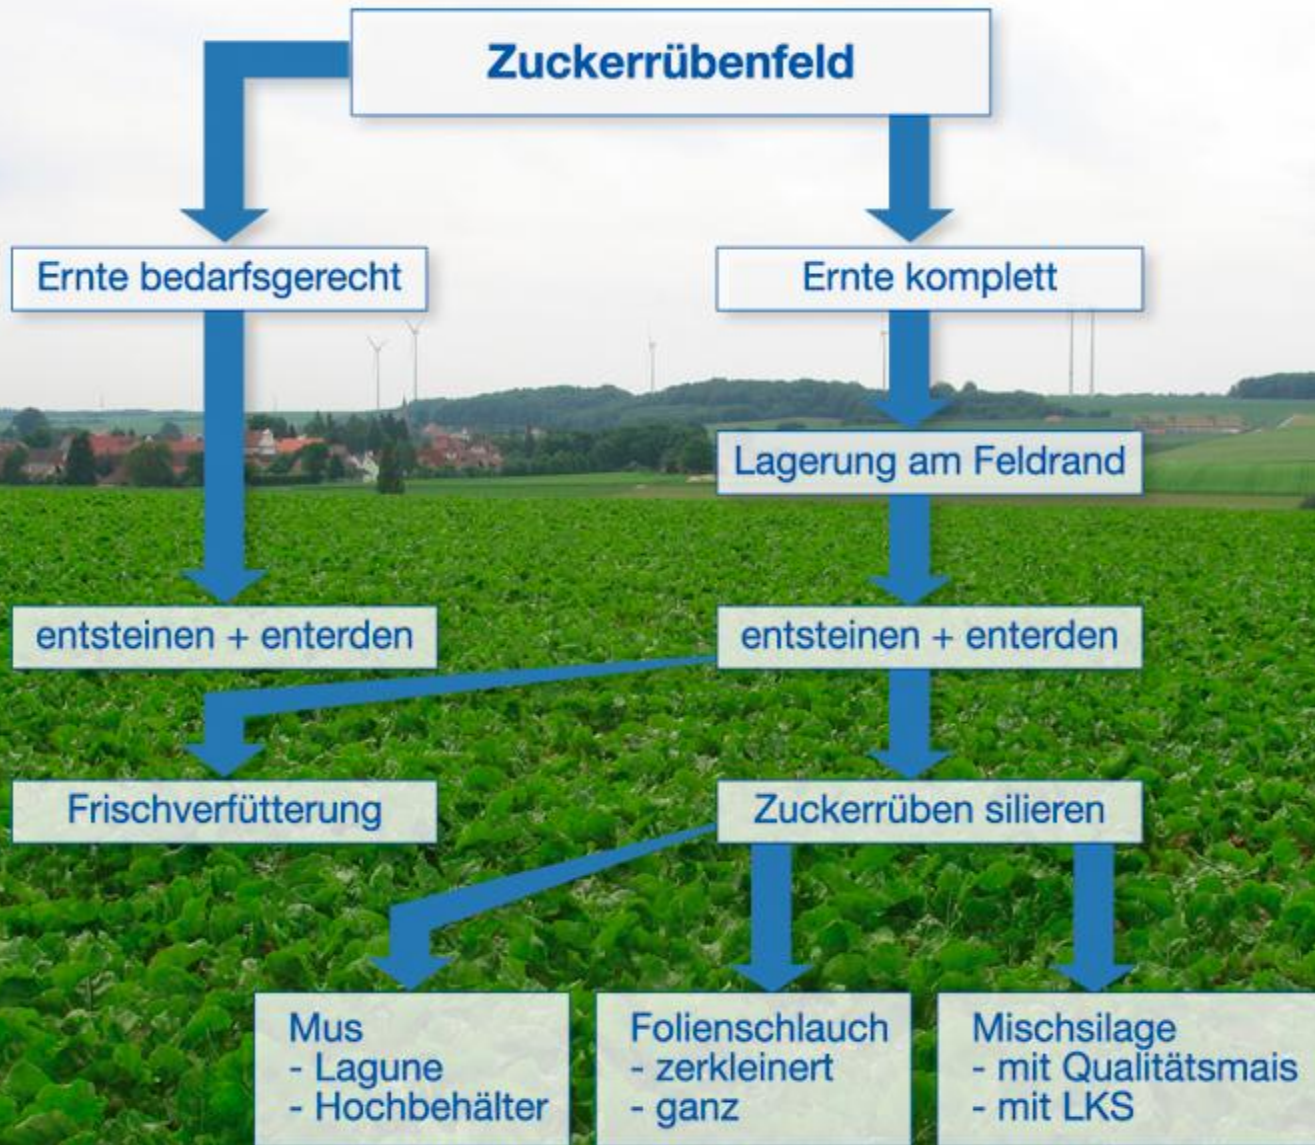 Zuckerrübenfeld
Ernte bedarfsgerecht
Ernte komplett
Lagerung am Feldrand
entsteinen + enterden
entsteinen + enterden
Frischverfütterung
Zuckerrüben silieren
Mus
- Lagune
- Hochbehälter
Folienschlauch
- zerkleinert
- ganz
Mischsilage
- mit Qualitätsmais
- mit LKS